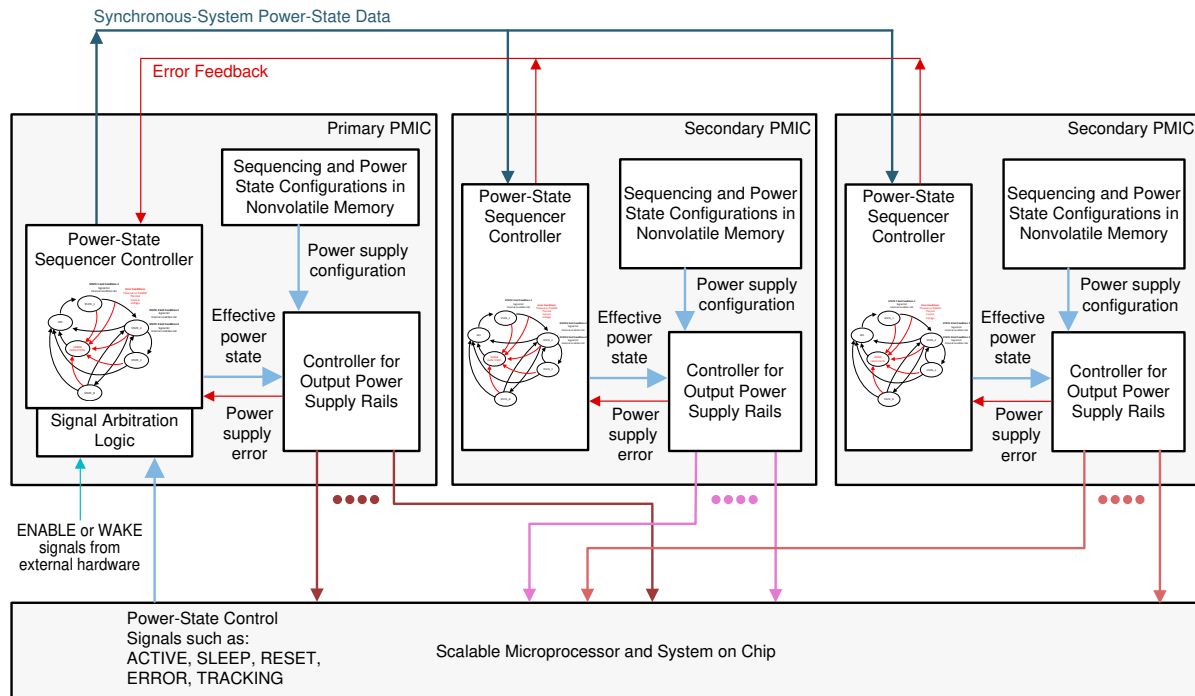 Synchronous-System Power-State Data
Error Feedback
Primary PMIC
Sequencing and Power
State Configurations in
Nonvolatile Memory
Power-State
Sequencer Controller
Power supply
configuration
Effective
power
state
Controller for
Output Power
Supply Rails
Power
supply
error
Signal Arbitration
Logic
ENABLE or WAKE
signals from
external hardware
Secondary PMIC
Sequencing and Power
State Configurations in
Nonvolatile Memory
Power-State
Sequencer
Controller
Power supply
configuration
Effective
power
state
Controller for
Output Power
Supply Rails
Power
supply
error
Secondary PMIC
Sequencing and Power
State Configurations in
Nonvolatile Memory
Power-State
Sequencer
Controller
Power supply
configuration
Effective
power
state
Controller for
Output Power
Supply Rails
Power
supply
error
Power-State Control
Signals such as:
ACTIVE, SLEEP, RESET,
ERROR, TRACKING
Scalable Microprocessor and System on Chip